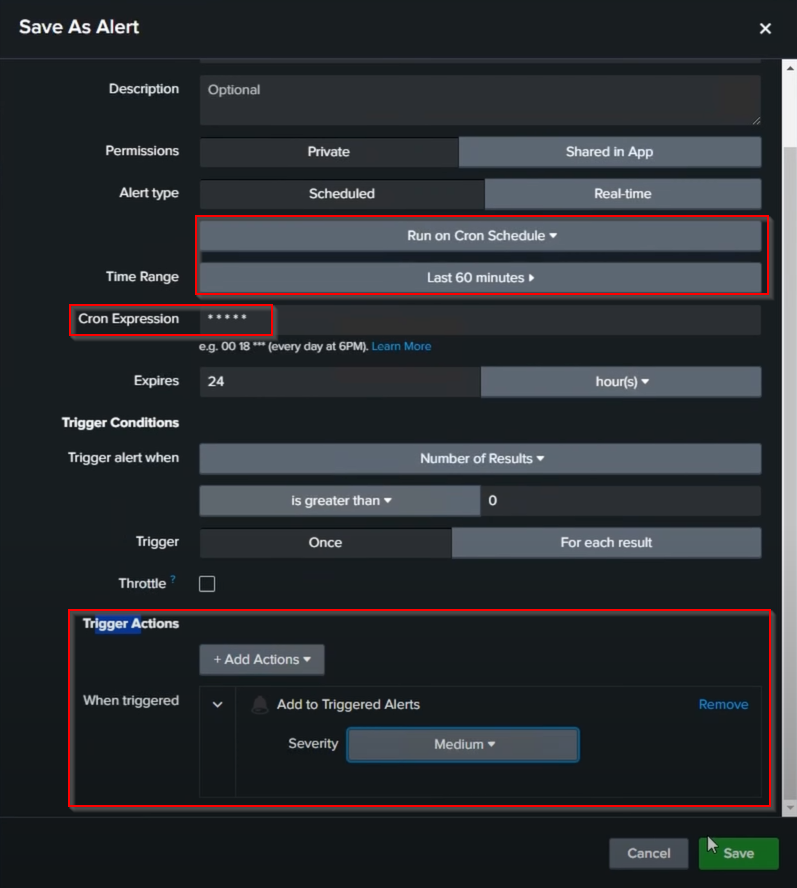 Save As Alert ×
Description Optional
Permissions Private Shared in App
Alert type Scheduled Real-time
Run on Cron Schedule
Time Range Last 60 minutes
Cron Expression * * * * *
e.g. 00 18 *** (every day at 6PM). Learn More
Expires 24 hour(s)
Trigger Conditions
Trigger alert when Number of Results
is greater than 0
Trigger Once For each result
Throttle ?
Trigger Actions
+ Add Actions
When triggered Add to Triggered Alerts Remove
Severity Medium
Cancel Save